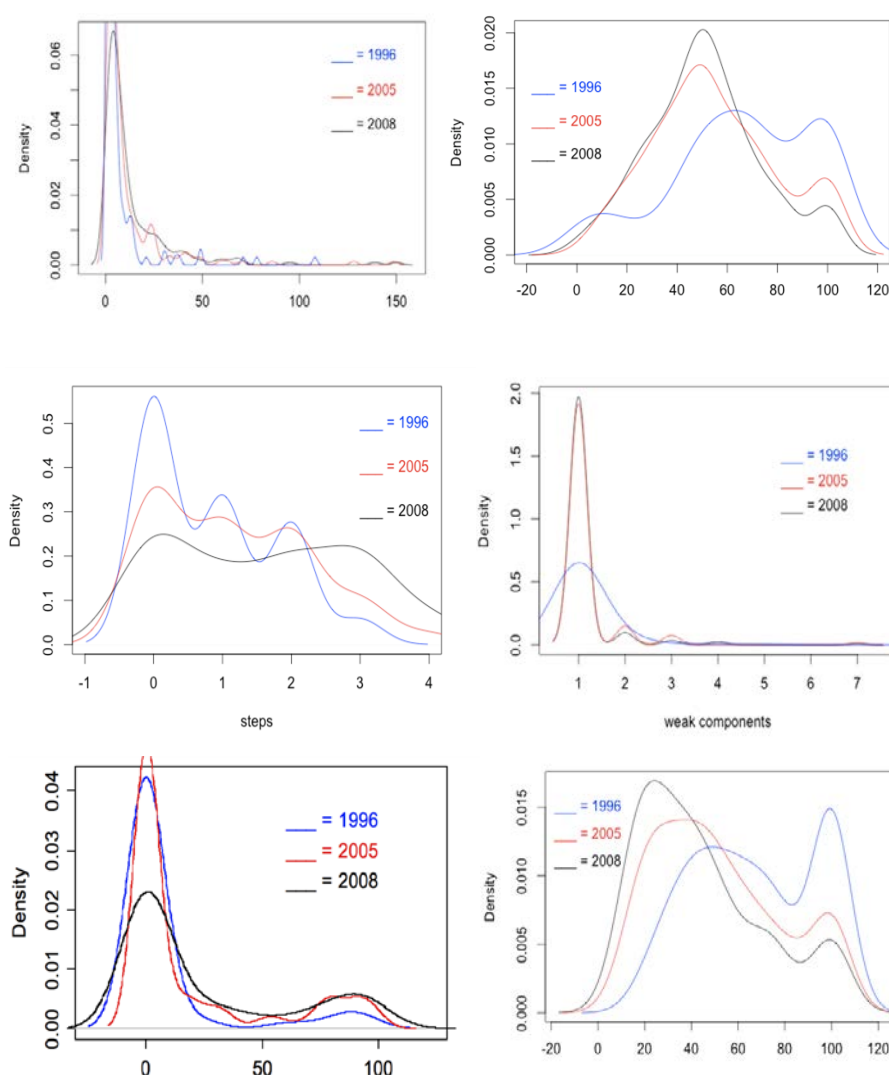 Density
0.00 0.02 0.04 0.06
0 50 100 150
= 1996
= 2005
= 2008
Density
0.000 0.005 0.010 0.015 0.020
-20 0 20 40 60 80 100 120
= 1996
= 2005
= 2008
Density
0.0 0.1 0.2 0.3 0.4 0.5
-1 0 1 2 3 4
steps
= 1996
= 2005
= 2008
Density
0.0 0.5 1.0 1.5 2.0
1 2 3 4 5 6 7
weak components
= 1996
= 2005
= 2008
Density
0.00 0.01 0.02 0.03 0.04
0 50 100
= 1996
= 2005
= 2008
Density
0.000 0.005 0.010 0.015
-20 0 20 40 60 80 100 120
= 1996
= 2005
= 2008